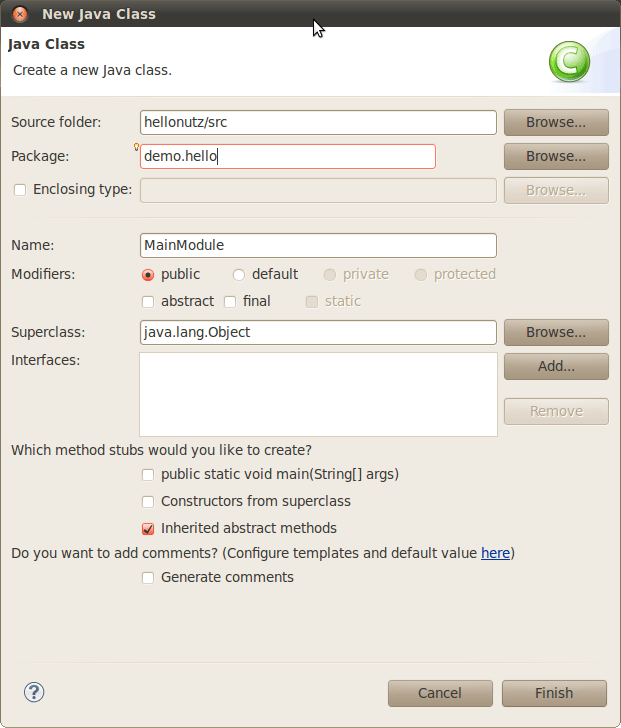 New Java Class
Java Class
Create a new Java class.
C
Source folder: hellonutz/src Browse...
Package: demo.hello Browse...
Enclosing type: Browse...
Name: MainModule
Modifiers: public default private protected
abstract final static
Superclass: java.lang.Object Browse...
Interfaces: Add...
Remove
Which method stubs would you like to create?
public static void main(String[] args)
Constructors from superclass
Inherited abstract methods
Do you want to add comments? (Configure templates and default value here)
Generate comments
? Cancel Finish